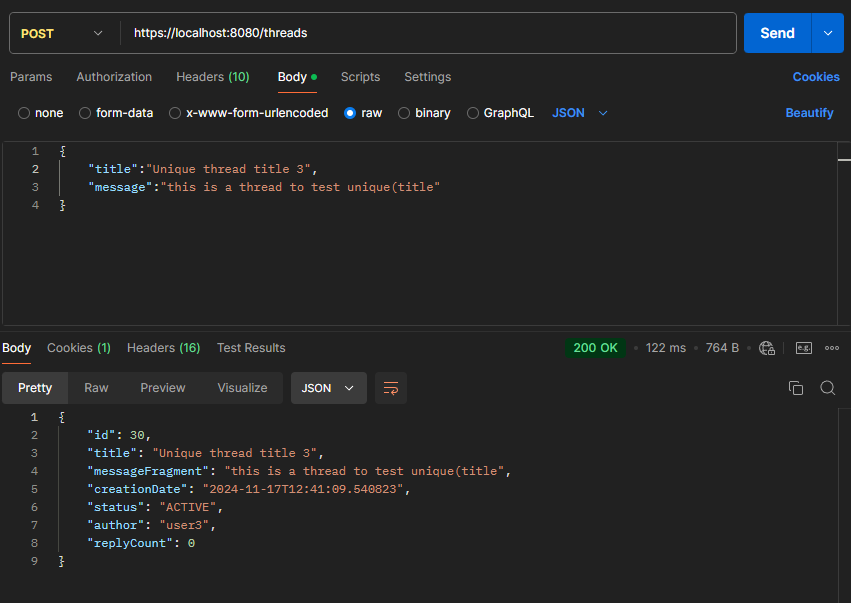 POST https://localhost:8080/threads Send
Params Authorization Headers (10) Body Scripts Settings Cookies
none form-data x-www-form-urlencoded raw binary GraphQL JSON Beautify
1 {
2 "title":"Unique thread title 3",
3 "message":"this is a thread to test unique(title"
4 }
Body Cookies (1) Headers (16) Test Results 200 OK • 122 ms • 764 B • e.g.
Pretty Raw Preview Visualize JSON
1 {
2 "id": 30,
3 "title": "Unique thread title 3",
4 "messageFragment": "this is a thread to test unique(title",
5 "creationDate": "2024-11-17T12:41:09.540823",
6 "status": "ACTIVE",
7 "author": "user3",
8 "replyCount": 0
9 }